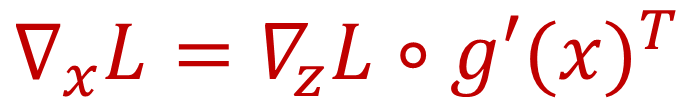 ∇ₓL = ∇_zL ∘ g′(x)ᵀ